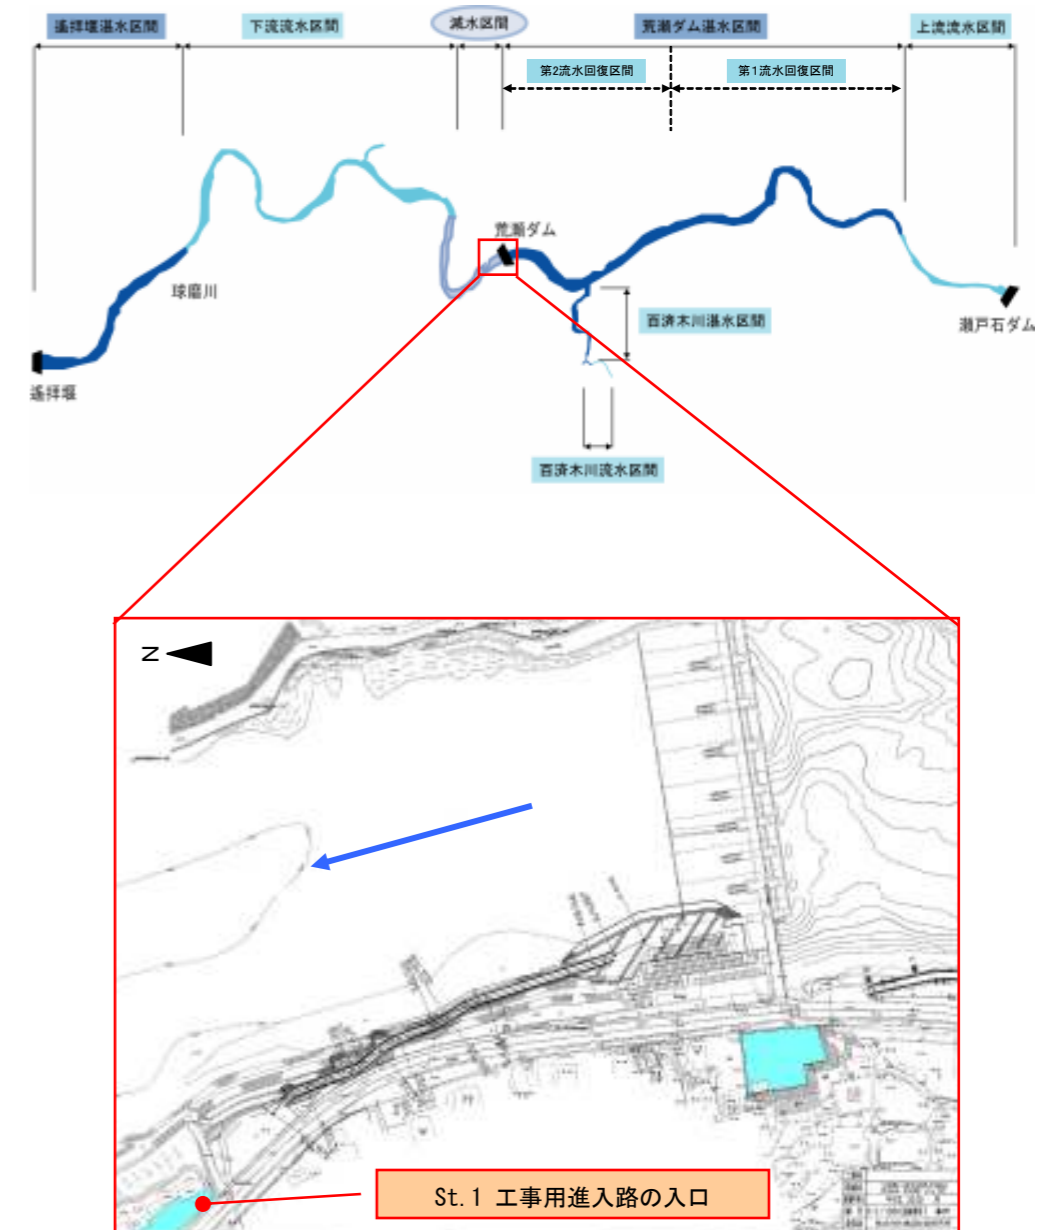 遙拝堰湛水区間
下流流水区間
減水区間
荒瀬ダム湛水区間
上流流水区間
第2流水回復区間
第1流水回復区間
荒瀬ダム
球磨川
百済木川湛水区間
瀬戸石ダム
遙拝堰
百済木川流水区間
N
St.1 工事用進入路の入口